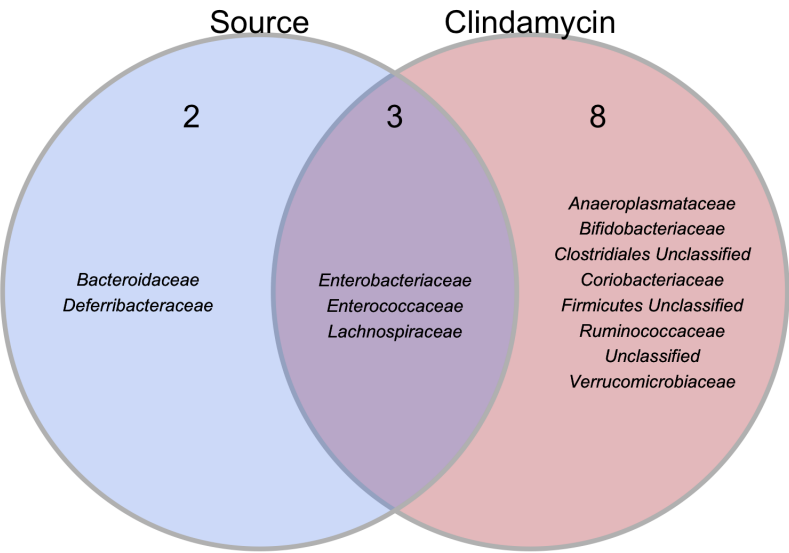 Source
Clindamycin
2
3
8
Bacteroidaceae
Deferribacteraceae
Enterobacteriaceae
Enterococcaceae
Lachnospiraceae
Anaeroplasmataceae
Bifidobacteriaceae
Clostridiales Unclassified
Coriobacteriaceae
Firmicutes Unclassified
Ruminococcaceae
Unclassified
Verrucomicrobiaceae